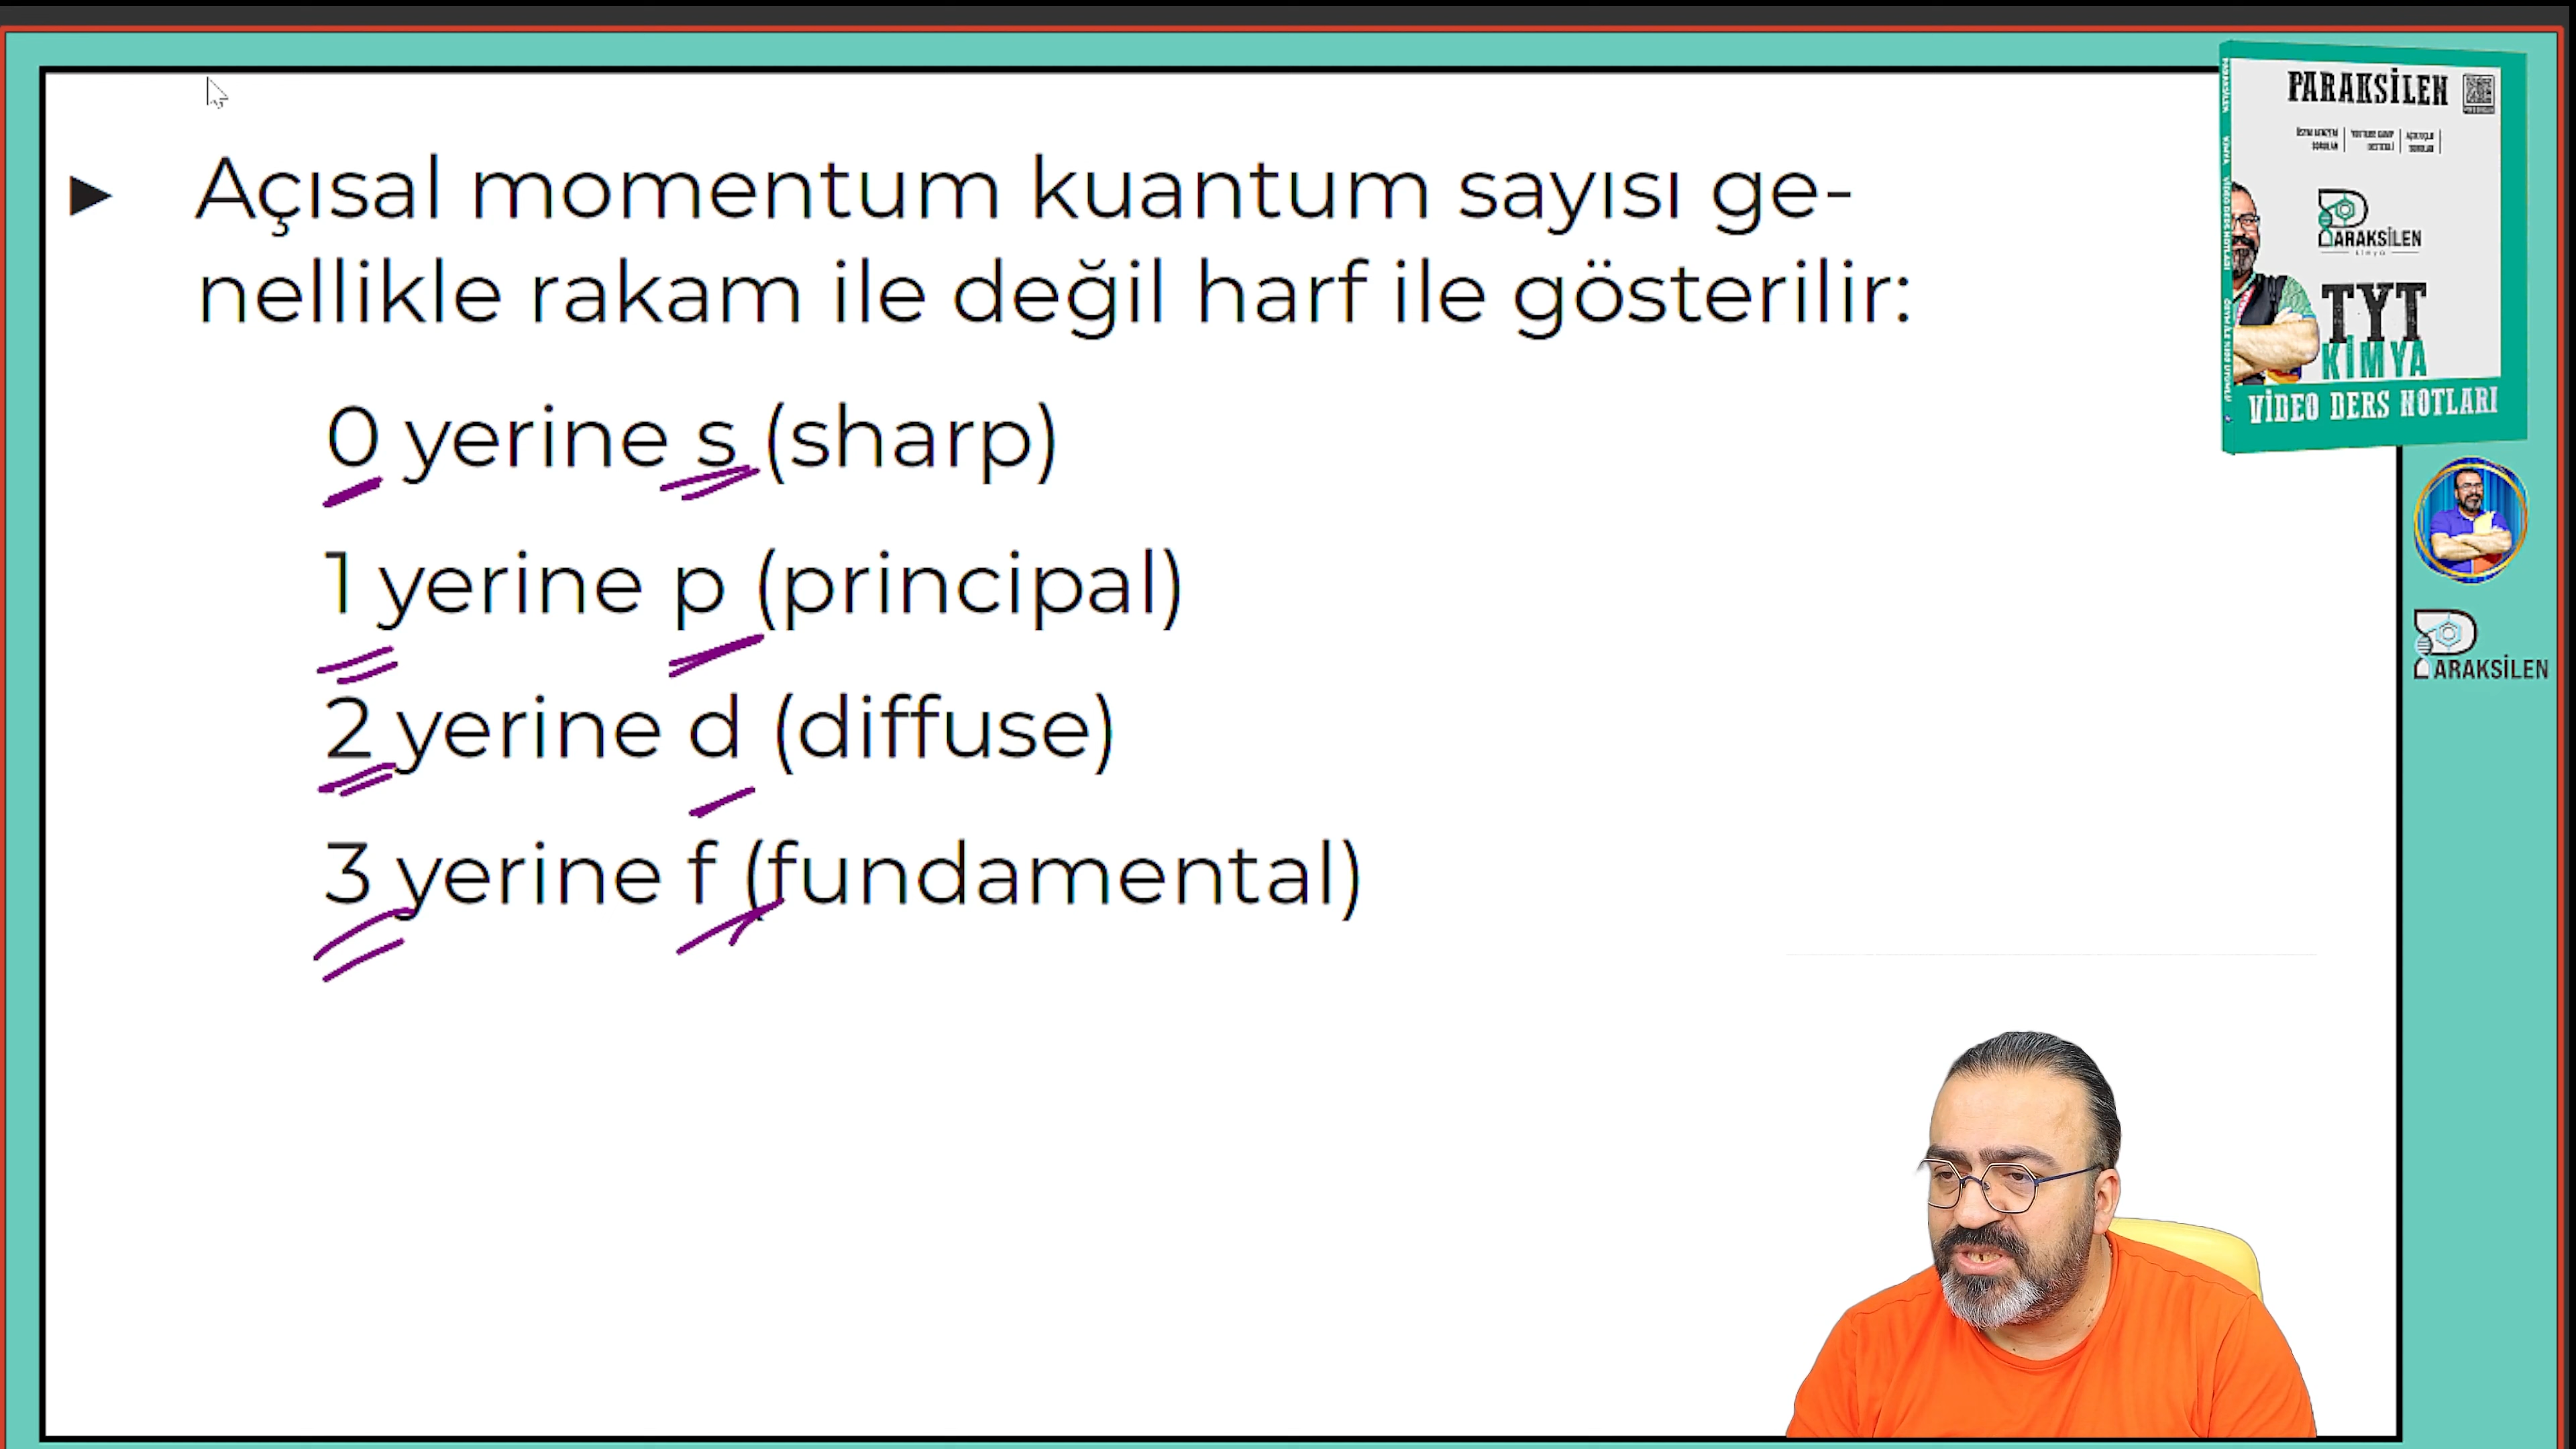 ► Açısal momentum kuantum sayısı ge-
nellikle rakam ile değil harf ile gösterilir:
0 yerine s (sharp)
1 yerine p (principal)
2 yerine d (diffuse)
3 yerine f (fundamental)
PARAKSİLEN
PARAKSİLEN
kimya
TYT
KİMYA
VİDEO DERS NOTLARI
PARAKSİLEN